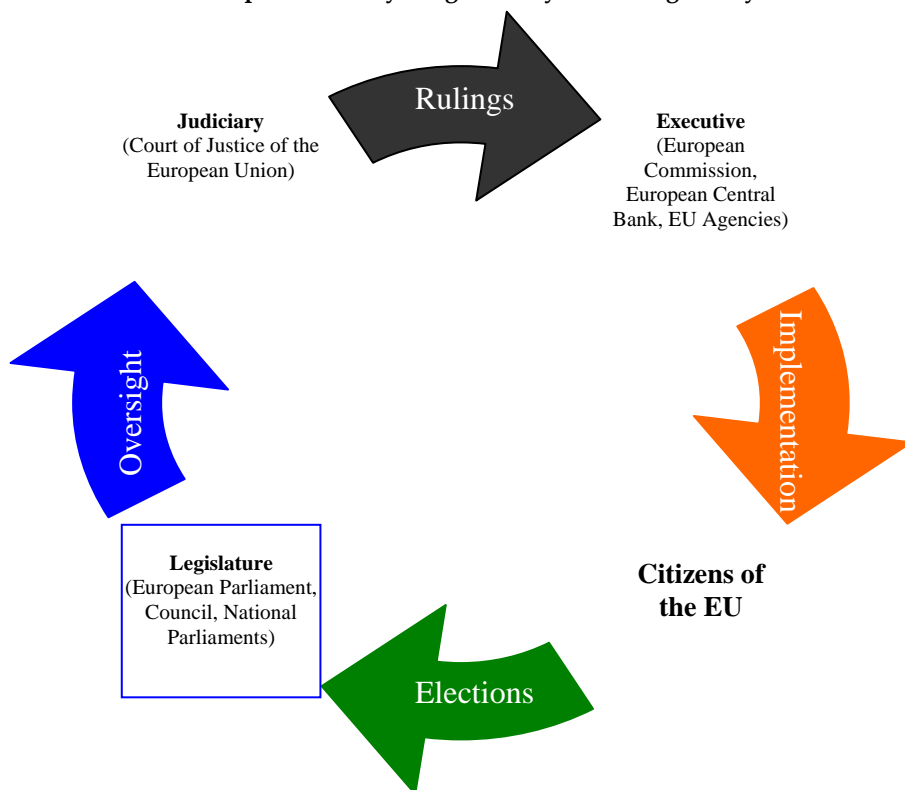 Rulings
Judiciary
(Court of Justice of the
European Union)
Executive
(European
Commission,
European Central
Bank, EU Agencies)
Implementation
Oversight
Legislature
(European Parliament,
Council, National
Parliaments)
Citizens of
the EU
Elections